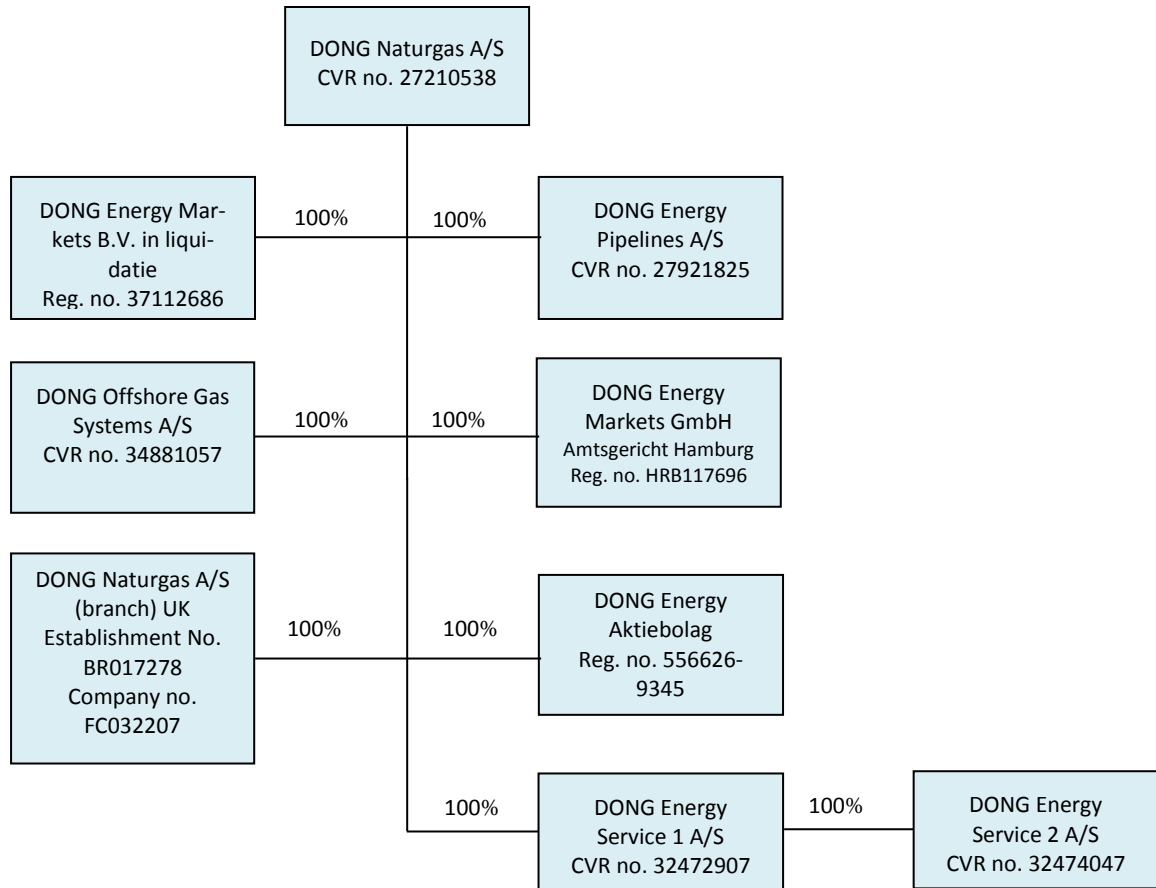 DONG Naturgas A/S
CVR no. 27210538
DONG Energy Mar-
kets B.V. in liqui-
datie
Reg. no. 37112686
100%
100%
DONG Energy
Pipelines A/S
CVR no. 27921825
DONG Offshore Gas
Systems A/S
CVR no. 34881057
100%
100%
DONG Energy
Markets GmbH
Amtsgericht Hamburg
Reg. no. HRB117696
DONG Naturgas A/S
(branch) UK
Establishment No.
BR017278
Company no.
FC032207
100%
100%
DONG Energy
Aktiebolag
Reg. no. 556626-
9345
100%
DONG Energy
Service 1 A/S
CVR no. 32472907
100%
DONG Energy
Service 2 A/S
CVR no. 32474047